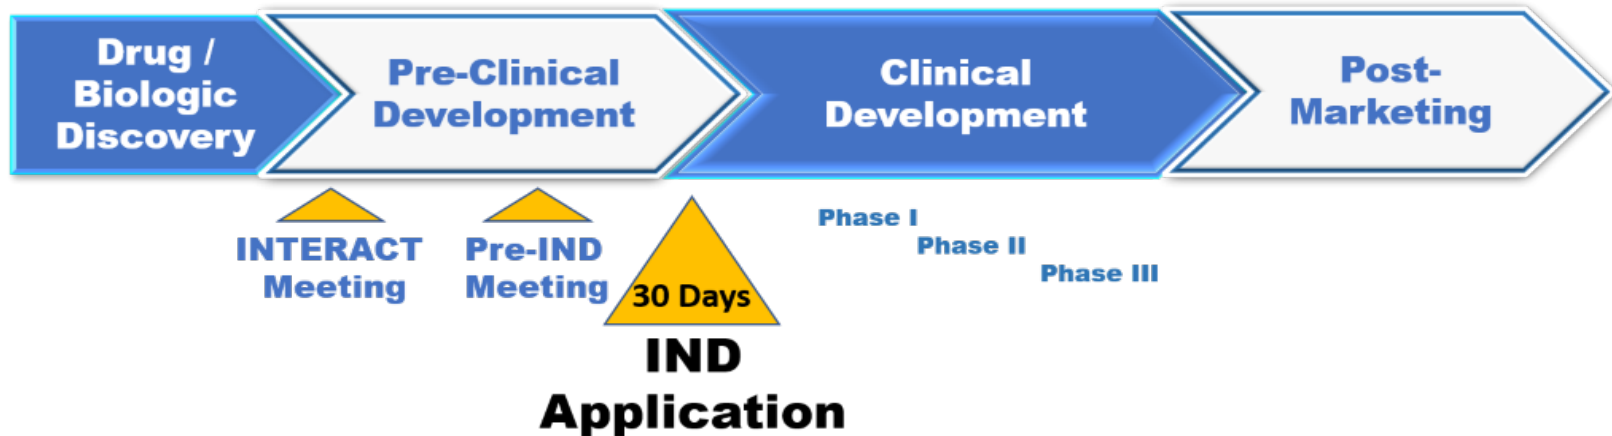 Drug /
Biologic
Discovery
Pre-Clinical
Development
Clinical
Development
Post-
Marketing
INTERACT
Meeting
Pre-IND
Meeting
30 Days
IND
Application
Phase I
Phase II
Phase III